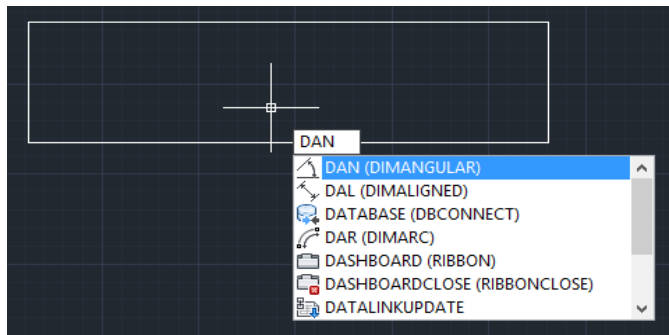 DAN
DAN (DIMANGULAR)
DAL (DIMALIGNED)
DATABASE (DBCONNECT)
DAR (DIMARC)
DASHBOARD (RIBBON)
DASHBOARDCLOSE (RIBBONCLOSE)
DATALINKUPDATE